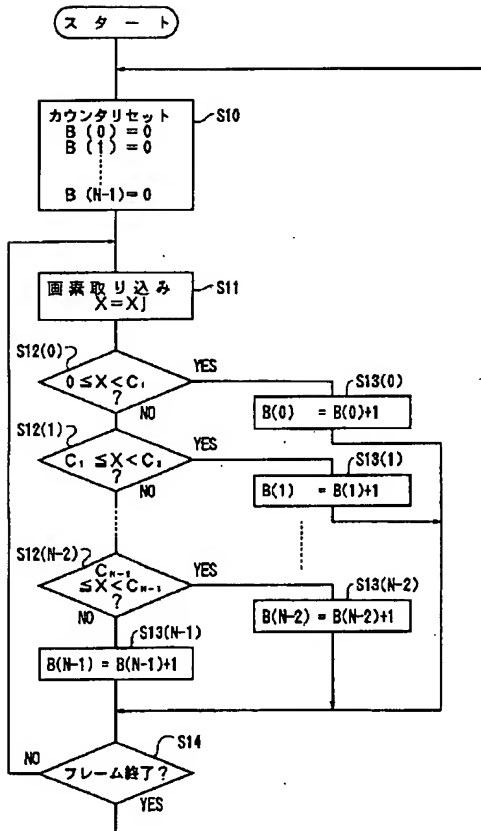 スタート
カウンタリセット
S10
B(0)=0
B(1)=0
B(N-1)=0
画素取り込み
S11
X=Xj
S12(0)
YES
0≦X<C₁
?
NO
S13(0)
B(0) =B(0)+1
S12(1)
YES
C₁≦X<C₂
?
NO
S13(1)
B(1) =B(1)+1
S12(N-2)
YES
C_N-1
≦X<C_N-1
?
NO
S13(N-2)
B(N-2)=B(N-2)+1
S13(N-1)
B(N-1)=B(N-1)+1
S14
NO
フレーム終了?
YES